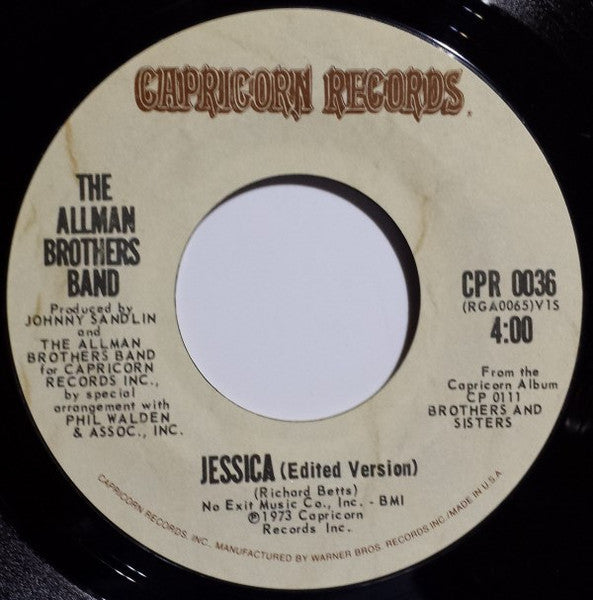 CAPRICORN RECORDS.
THE
ALLMAN
BROTHERS
BAND
Produced by
JOHNNY SANDLIN
and
THE ALLMAN
BROTHERS BAND
for CAPRICORN
RECORDS INC.,
by special
arrangement with
PHIL WALDEN
& ASSOC., INC.
CPR 0036
(RGA0065)V1S
4:00
From the
Capricorn Album
CP 0111
BROTHERS AND
SISTERS
JESSICA (Edited Version)
(Richard Betts)
No Exit Music Co., Inc. - BMI
℗1973 Capricorn
Records Inc.
CAPRICORN RECORDS, INC. MANUFACTURED BY WARNER BROS. RECORDS INC./MADE IN U.S.A.